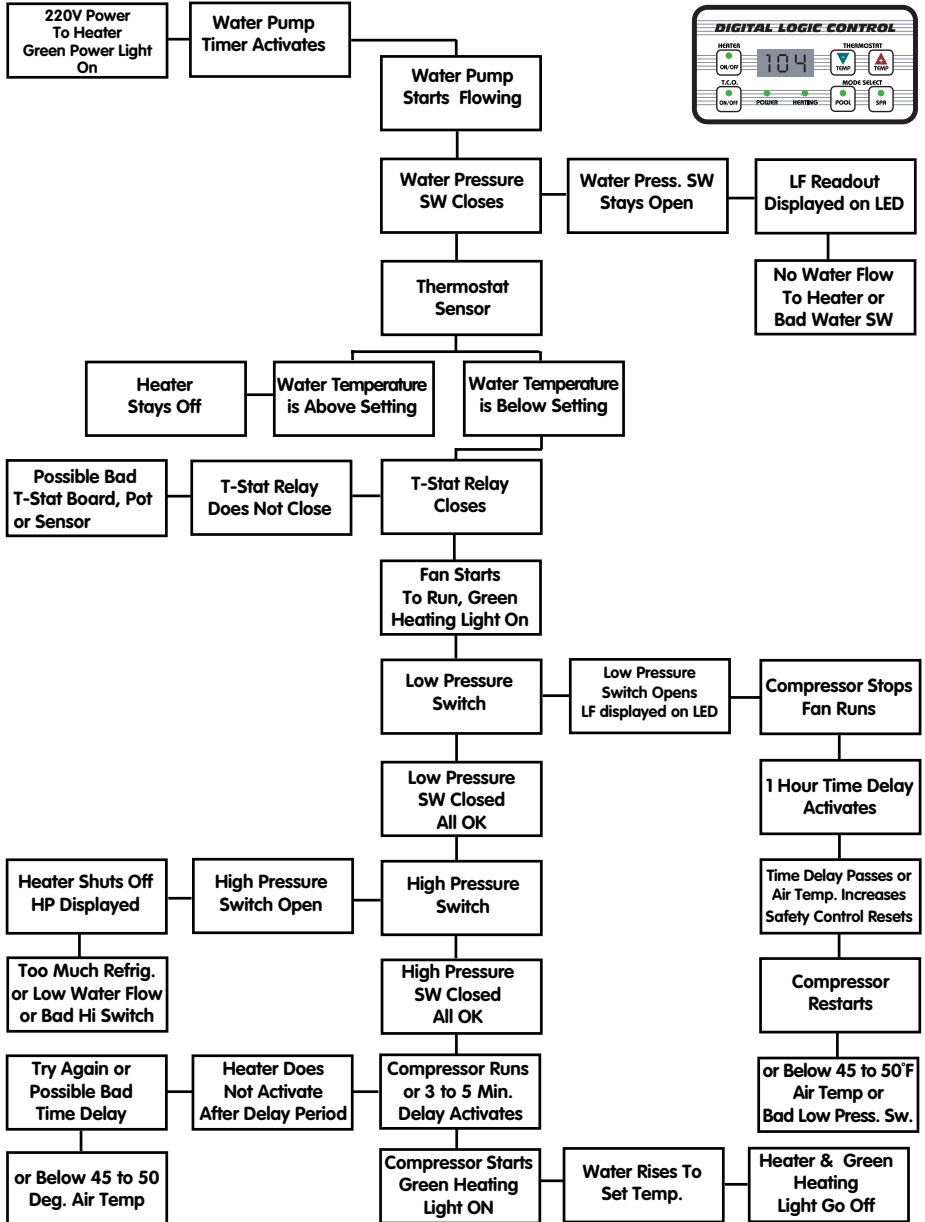 220V Power
To Heater
Green Power Light
On
Water Pump
Timer Activates
DIGITAL LOGIC CONTROL
HEATER
THERMOSTAT
ON/OFF
104
TEMP
TEMP
T.C.O.
MODE SELECT
ON/OFF
POWER
HEATING
POOL
SPA
Water Pump
Starts Flowing
Water Pressure
SW Closes
Water Press. SW
Stays Open
LF Readout
Displayed on LED
No Water Flow
To Heater or
Bad Water SW
Thermostat
Sensor
Heater
Stays Off
Water Temperature
is Above Setting
Water Temperature
is Below Setting
Possible Bad
T-Stat Board, Pot
or Sensor
T-Stat Relay
Does Not Close
T-Stat Relay
Closes
Fan Starts
To Run, Green
Heating Light On
Low Pressure
Switch
Low Pressure
Switch Opens
LF displayed on LED
Compressor Stops
Fan Runs
Low Pressure
SW Closed
All OK
1 Hour Time Delay
Activates
Heater Shuts Off
HP Displayed
High Pressure
Switch Open
High Pressure
Switch
Time Delay Passes or
Air Temp. Increases
Safety Control Resets
Too Much Refrig.
or Low Water Flow
or Bad Hi Switch
High Pressure
SW Closed
All OK
Compressor
Restarts
Try Again or
Possible Bad
Time Delay
Heater Does
Not Activate
After Delay Period
Compressor Runs
or 3 to 5 Min.
Delay Activates
or Below 45 to 50°F
Air Temp or
Bad Low Press. Sw.
or Below 45 to 50
Deg. Air Temp
Compressor Starts
Green Heating
Light ON
Water Rises To
Set Temp.
Heater & Green
Heating
Light Go Off